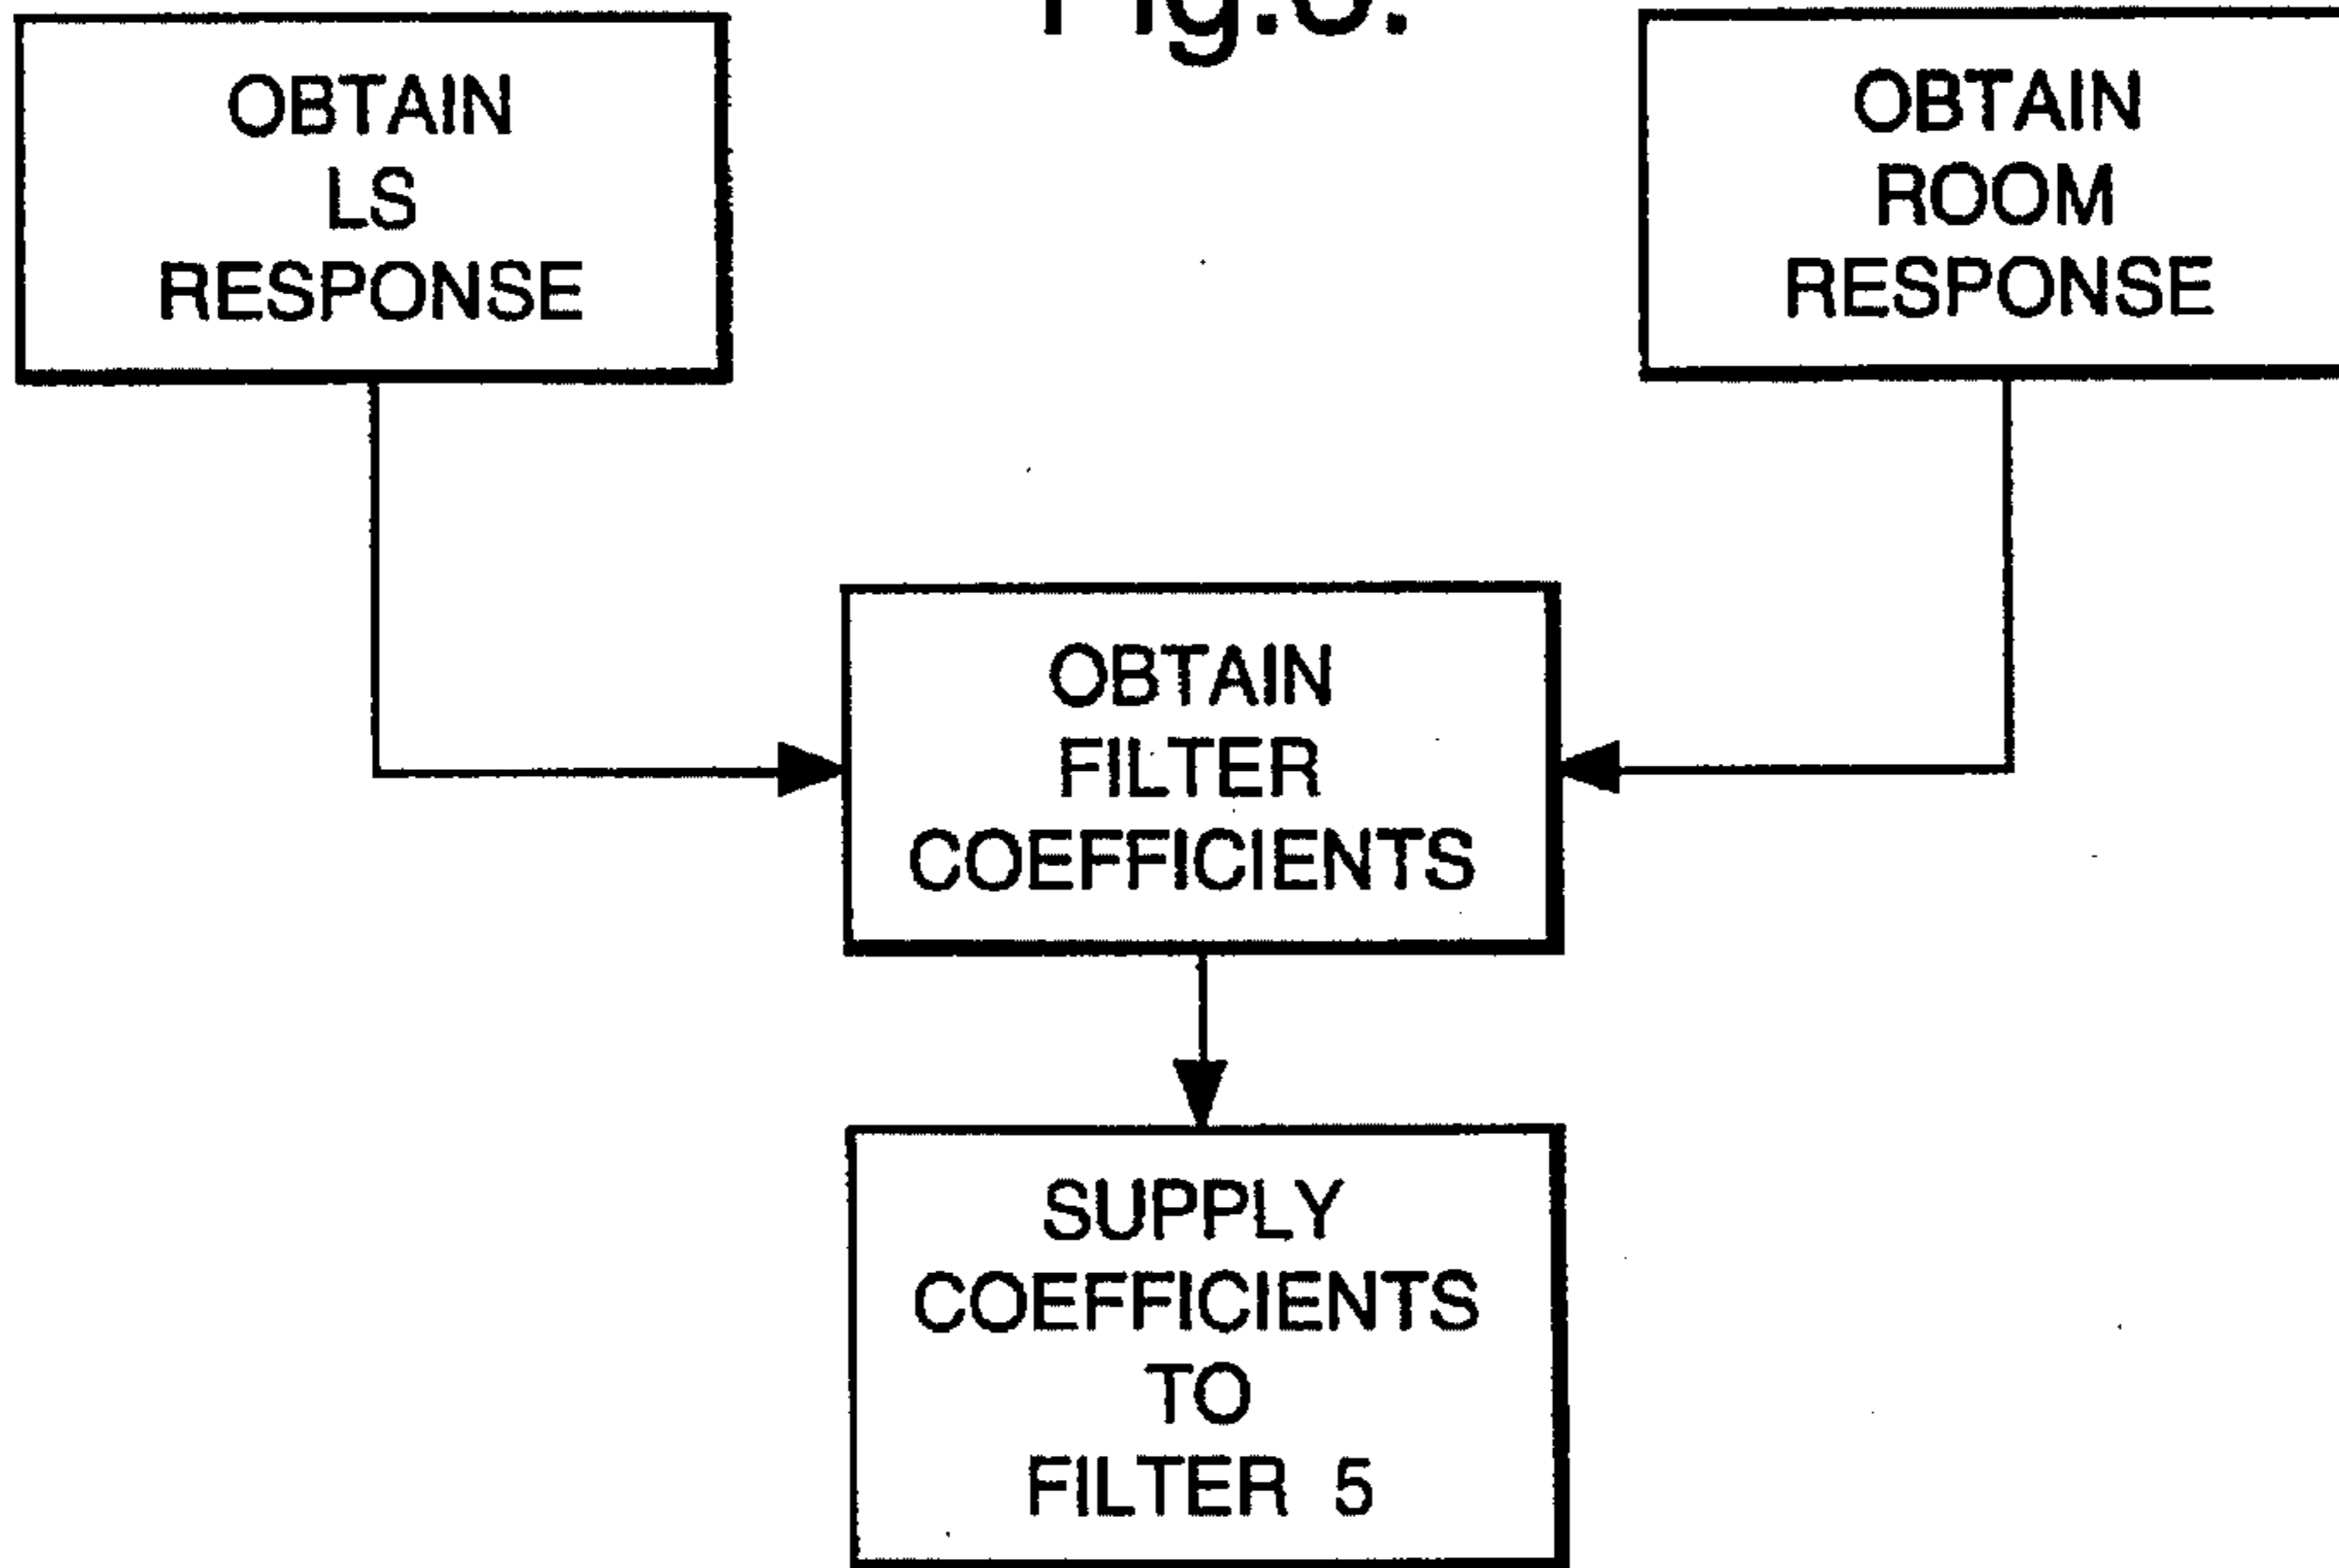 OBTAIN
LS
RESPONSE
OBTAIN
ROOM
RESPONSE
OBTAIN
FILTER
COEFFICIENTS
SUPPLY
COEFFICIENTS
TO
FILTER 5